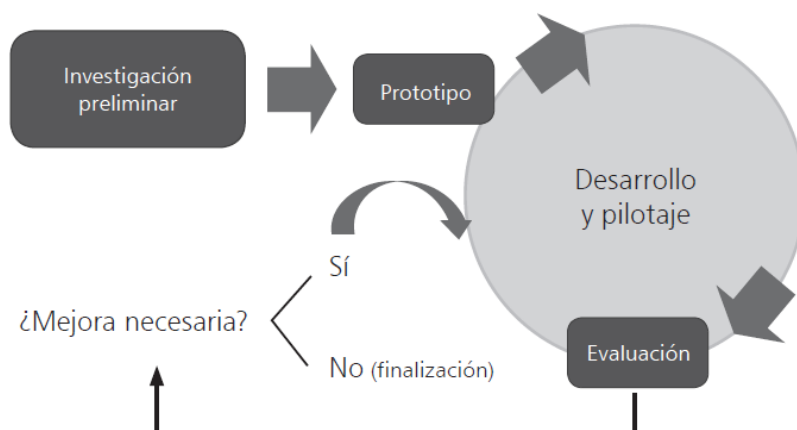 Investigación
preliminar
Prototipo
Desarrollo
y pilotaje
Sí
¿Mejora necesaria?
No (finalización)
Evaluación